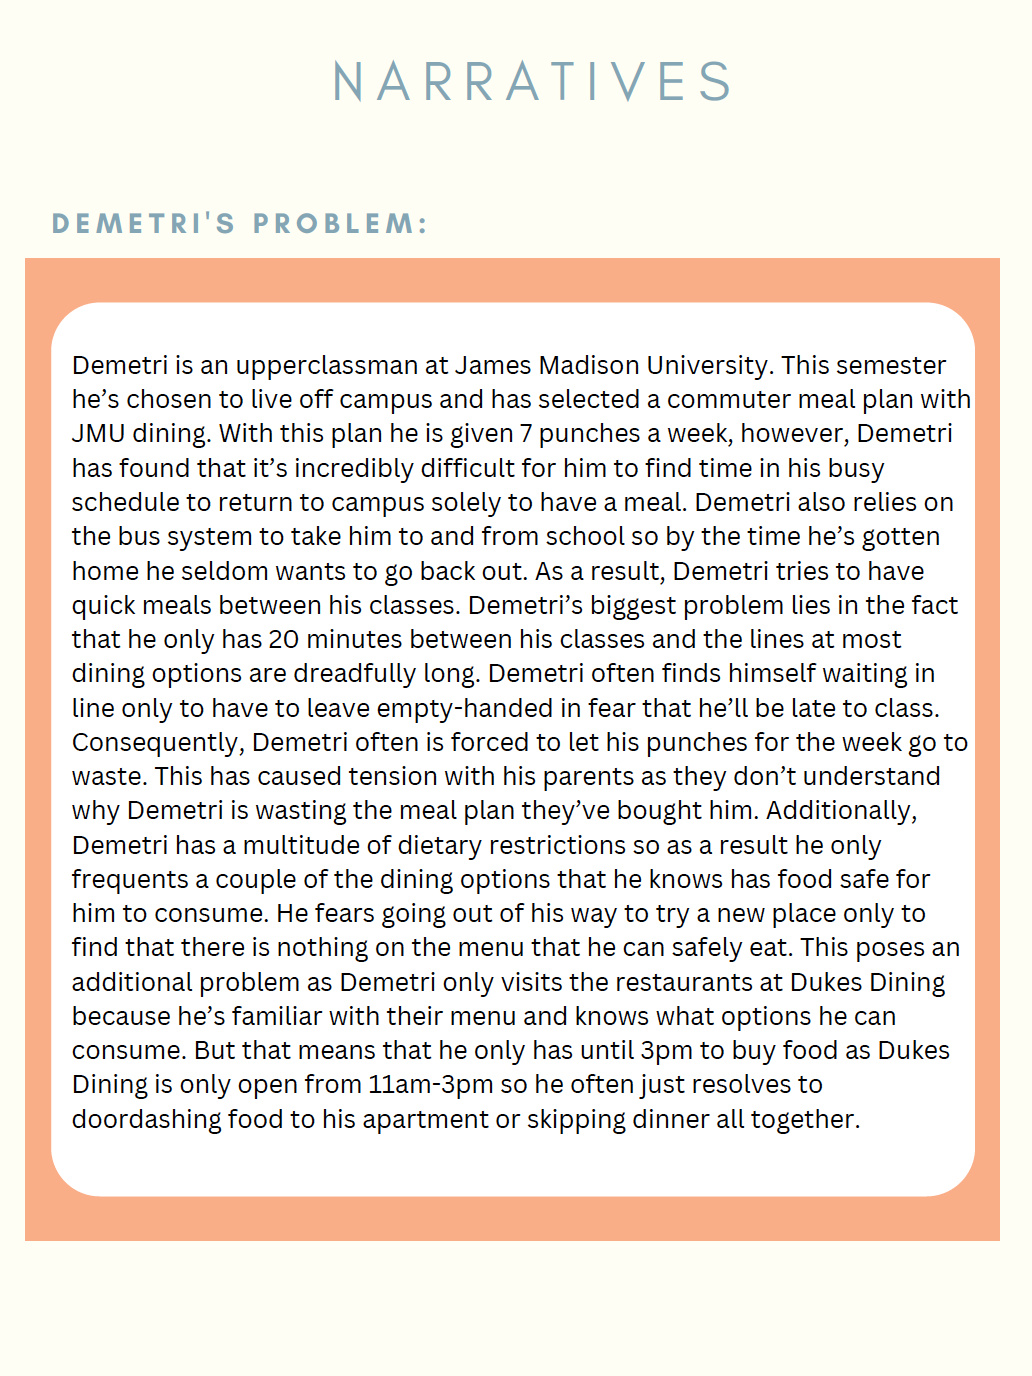 NARRATIVES
DEMETRI'S PROBLEM:
Demetri is an upperclassman at James Madison University. This semester
he’s chosen to live off campus and has selected a commuter meal plan with
JMU dining. With this plan he is given 7 punches a week, however, Demetri
has found that it’s incredibly difficult for him to find time in his busy
schedule to return to campus solely to have a meal. Demetri also relies on
the bus system to take him to and from school so by the time he’s gotten
home he seldom wants to go back out. As a result, Demetri tries to have
quick meals between his classes. Demetri’s biggest problem lies in the fact
that he only has 20 minutes between his classes and the lines at most
dining options are dreadfully long. Demetri often finds himself waiting in
line only to have to leave empty-handed in fear that he’ll be late to class.
Consequently, Demetri often is forced to let his punches for the week go to
waste. This has caused tension with his parents as they don’t understand
why Demetri is wasting the meal plan they’ve bought him. Additionally,
Demetri has a multitude of dietary restrictions so as a result he only
frequents a couple of the dining options that he knows has food safe for
him to consume. He fears going out of his way to try a new place only to
find that there is nothing on the menu that he can safely eat. This poses an
additional problem as Demetri only visits the restaurants at Dukes Dining
because he’s familiar with their menu and knows what options he can
consume. But that means that he only has until 3pm to buy food as Dukes
Dining is only open from 11am-3pm so he often just resolves to
doordashing food to his apartment or skipping dinner all together.